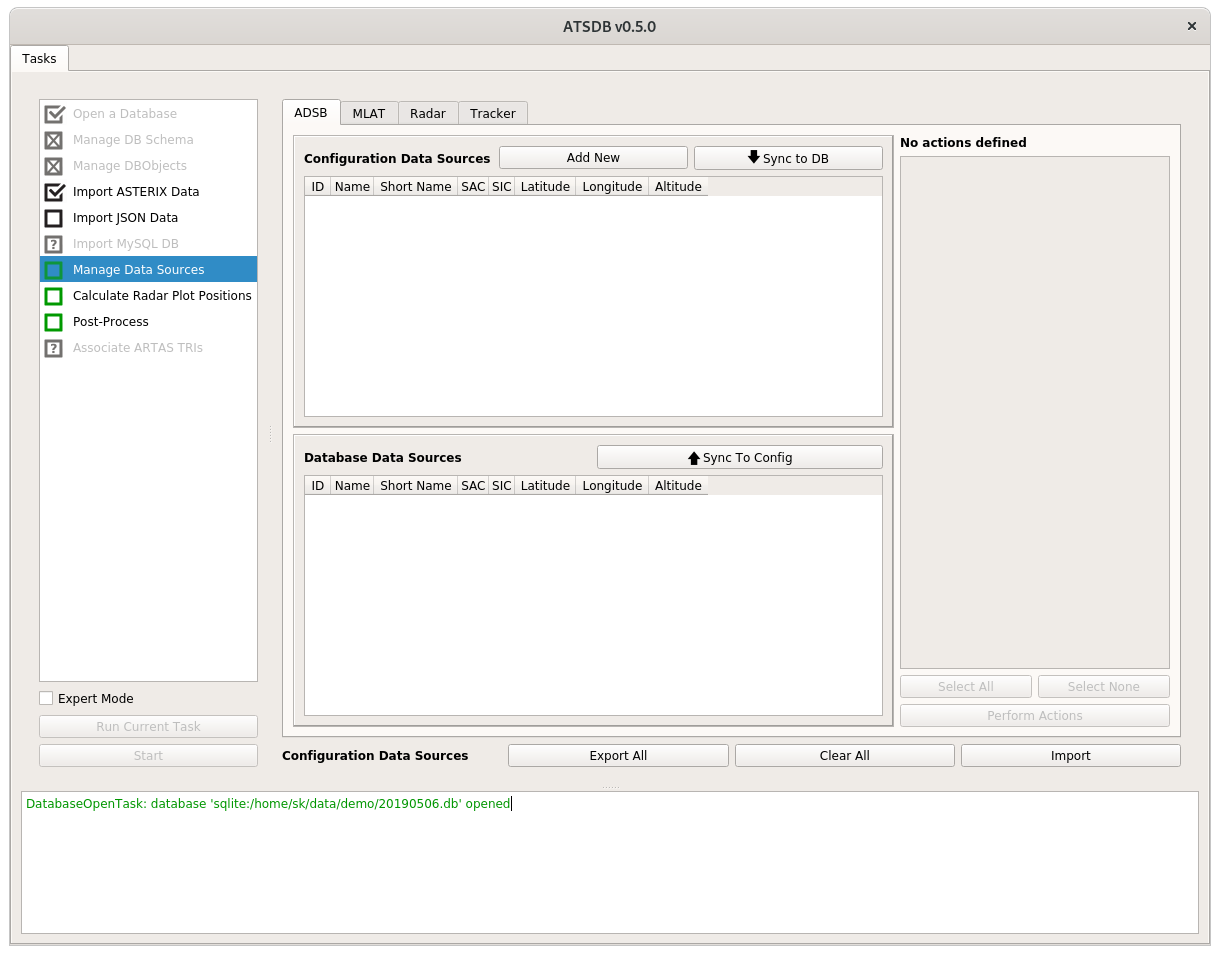 ATSDB v0.5.0
Tasks
Open a Database
Manage DB Schema
Manage DBObjects
Import ASTERIX Data
Import JSON Data
? Import MySQL DB
Manage Data Sources
Calculate Radar Plot Positions
Post-Process
? Associate ARTAS TRIs
Expert Mode
Run Current Task
Start
ADSB MLAT Radar Tracker
Configuration Data Sources Add New Sync to DB
ID Name Short Name SAC SIC Latitude Longitude Altitude
Database Data Sources Sync To Config
ID Name Short Name SAC SIC Latitude Longitude Altitude
No actions defined
Select All Select None
Perform Actions
Configuration Data Sources Export All Clear All Import
DatabaseOpenTask: database 'sqlite:/home/sk/data/demo/20190506.db' opened